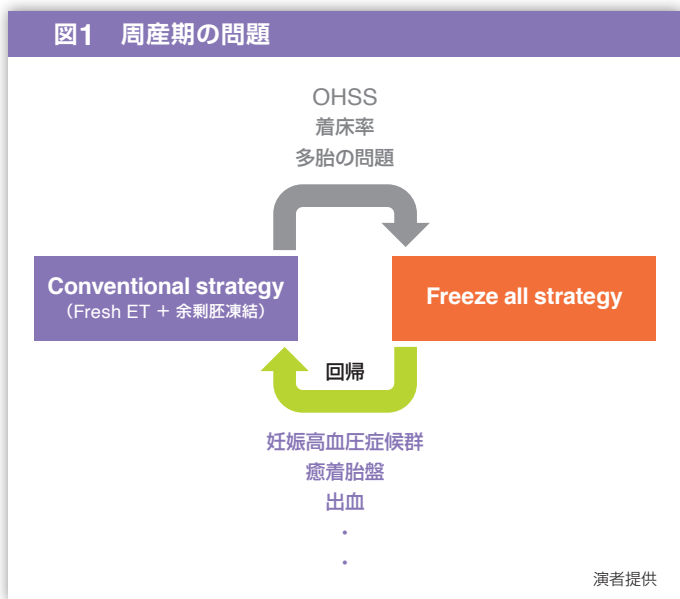 図1 周産期の問題
OHSS
着床率
多胎の問題
Conventional strategy
（Fresh ET ＋ 余剰胚凍結）
Freeze all strategy
回帰
妊娠高血圧症候群
癒着胎盤
出血
・
・
演者提供